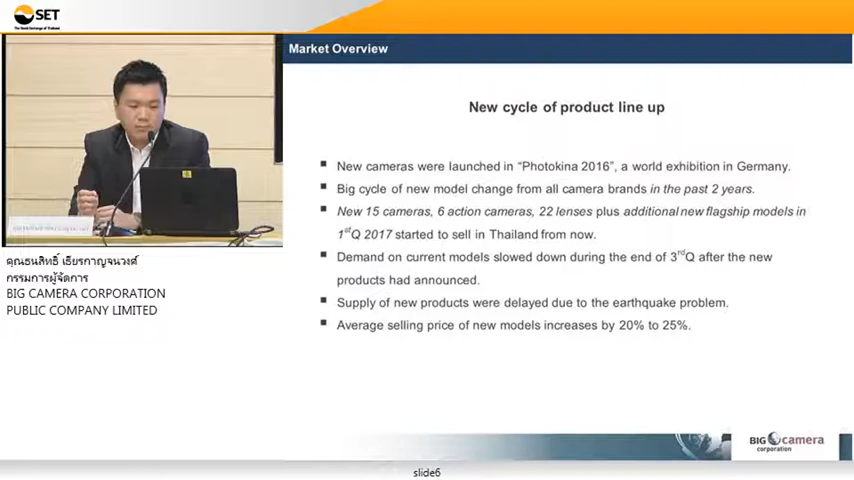 SET
The Stock Exchange of Thailand
Market Overview
New cycle of product line up
New cameras were launched in “Photokina 2016”, a world exhibition in Germany.
Big cycle of new model change from all camera brands in the past 2 years.
New 15 cameras, 6 action cameras, 22 lenses plus additional new flagship models in
1stQ 2017 started to sell in Thailand from now.
Demand on current models slowed down during the end of 3rdQ after the new
products had announced.
Supply of new products were delayed due to the earthquake problem.
Average selling price of new models increases by 20% to 25%.
คุณธนสิทธิ์ เธียรกาญจนวงศ์
กรรมการผู้จัดการ
BIG CAMERA CORPORATION
PUBLIC COMPANY LIMITED
BIG camera
corporation
slide6